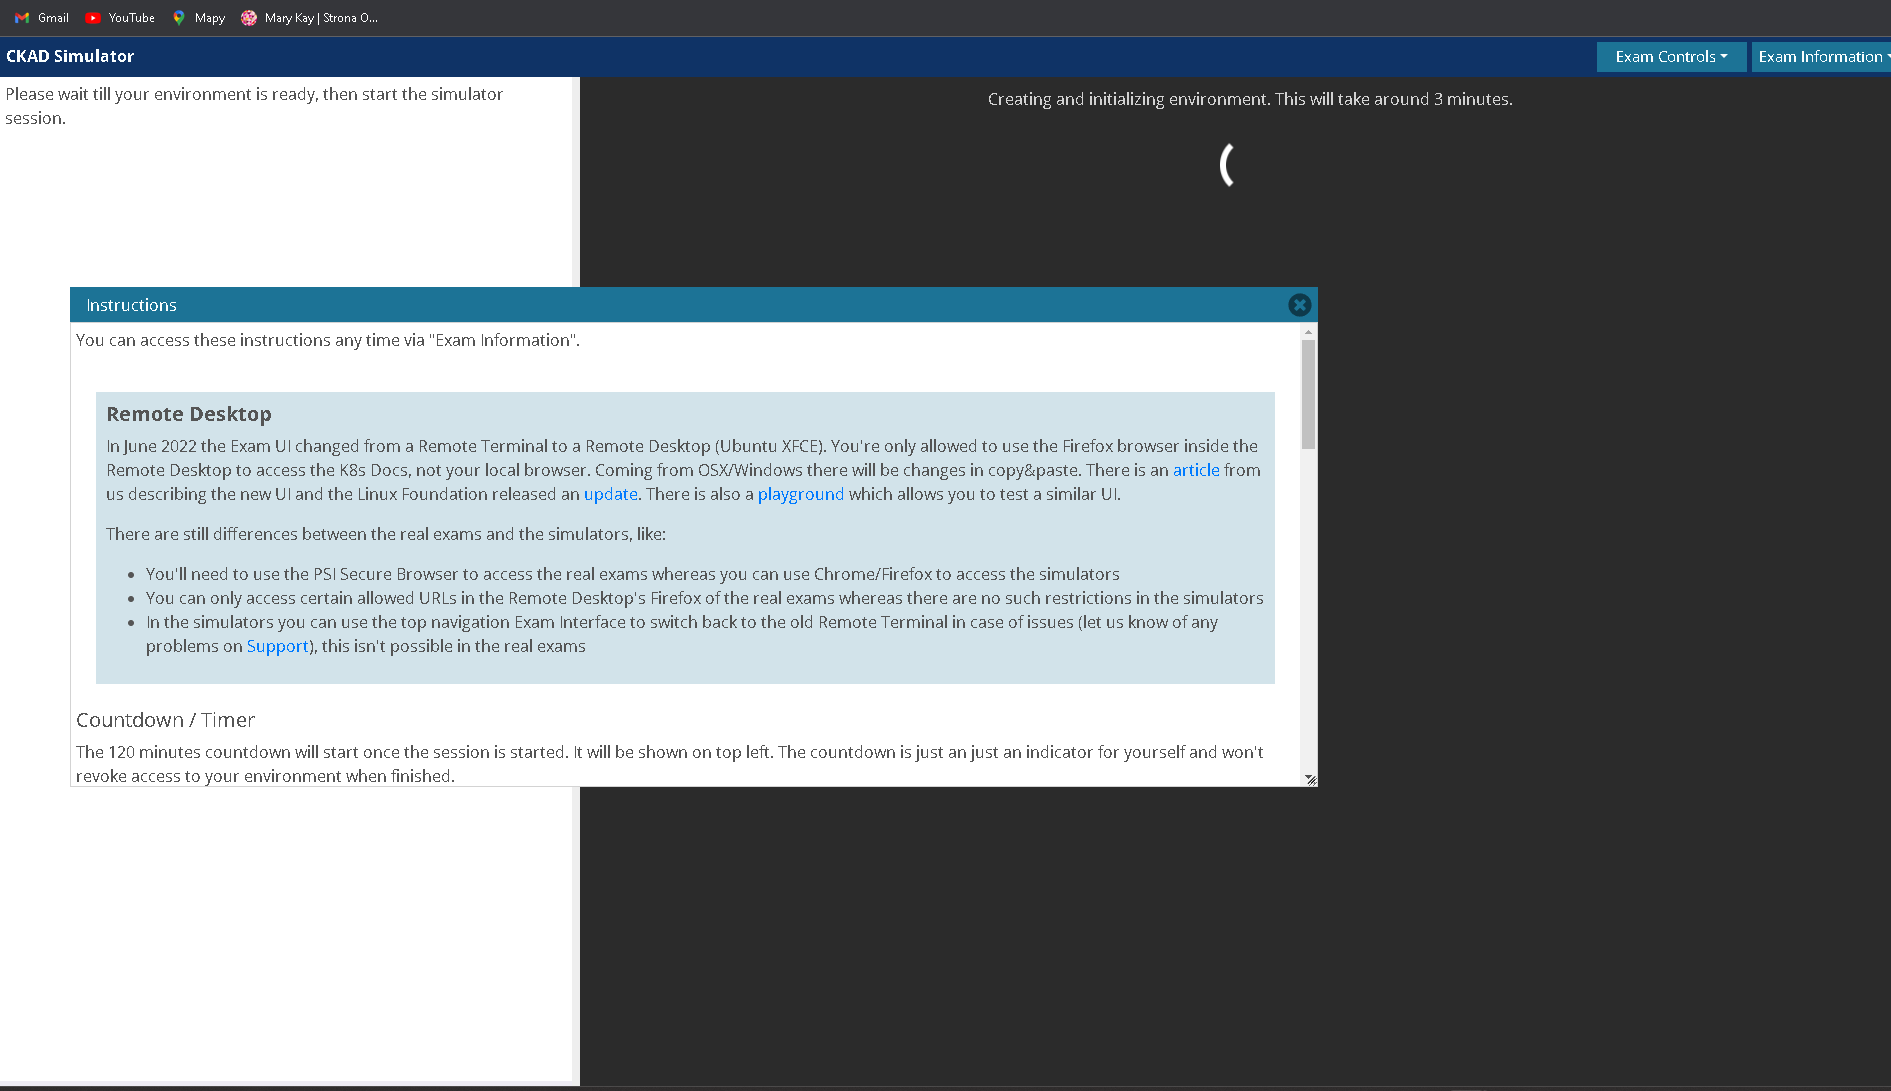 Gmail YouTube Mapy Mary Kay | Strona O...
CKAD Simulator
Exam Controls
Exam Information
Please wait till your environment is ready, then start the simulator
session.
Creating and initializing environment. This will take around 3 minutes.
Instructions
You can access these instructions any time via "Exam Information".
Remote Desktop
In June 2022 the Exam UI changed from a Remote Terminal to a Remote Desktop (Ubuntu XFCE). You're only allowed to use the Firefox browser inside the
Remote Desktop to access the K8s Docs, not your local browser. Coming from OSX/Windows there will be changes in copy&paste. There is an article from
us describing the new UI and the Linux Foundation released an update. There is also a playground which allows you to test a similar UI.
There are still differences between the real exams and the simulators, like:
• You'll need to use the PSI Secure Browser to access the real exams whereas you can use Chrome/Firefox to access the simulators
• You can only access certain allowed URLs in the Remote Desktop's Firefox of the real exams whereas there are no such restrictions in the simulators
• In the simulators you can use the top navigation Exam Interface to switch back to the old Remote Terminal in case of issues (let us know of any
problems on Support), this isn't possible in the real exams
Countdown / Timer
The 120 minutes countdown will start once the session is started. It will be shown on top left. The countdown is just an just an indicator for yourself and won't
revoke access to your environment when finished.